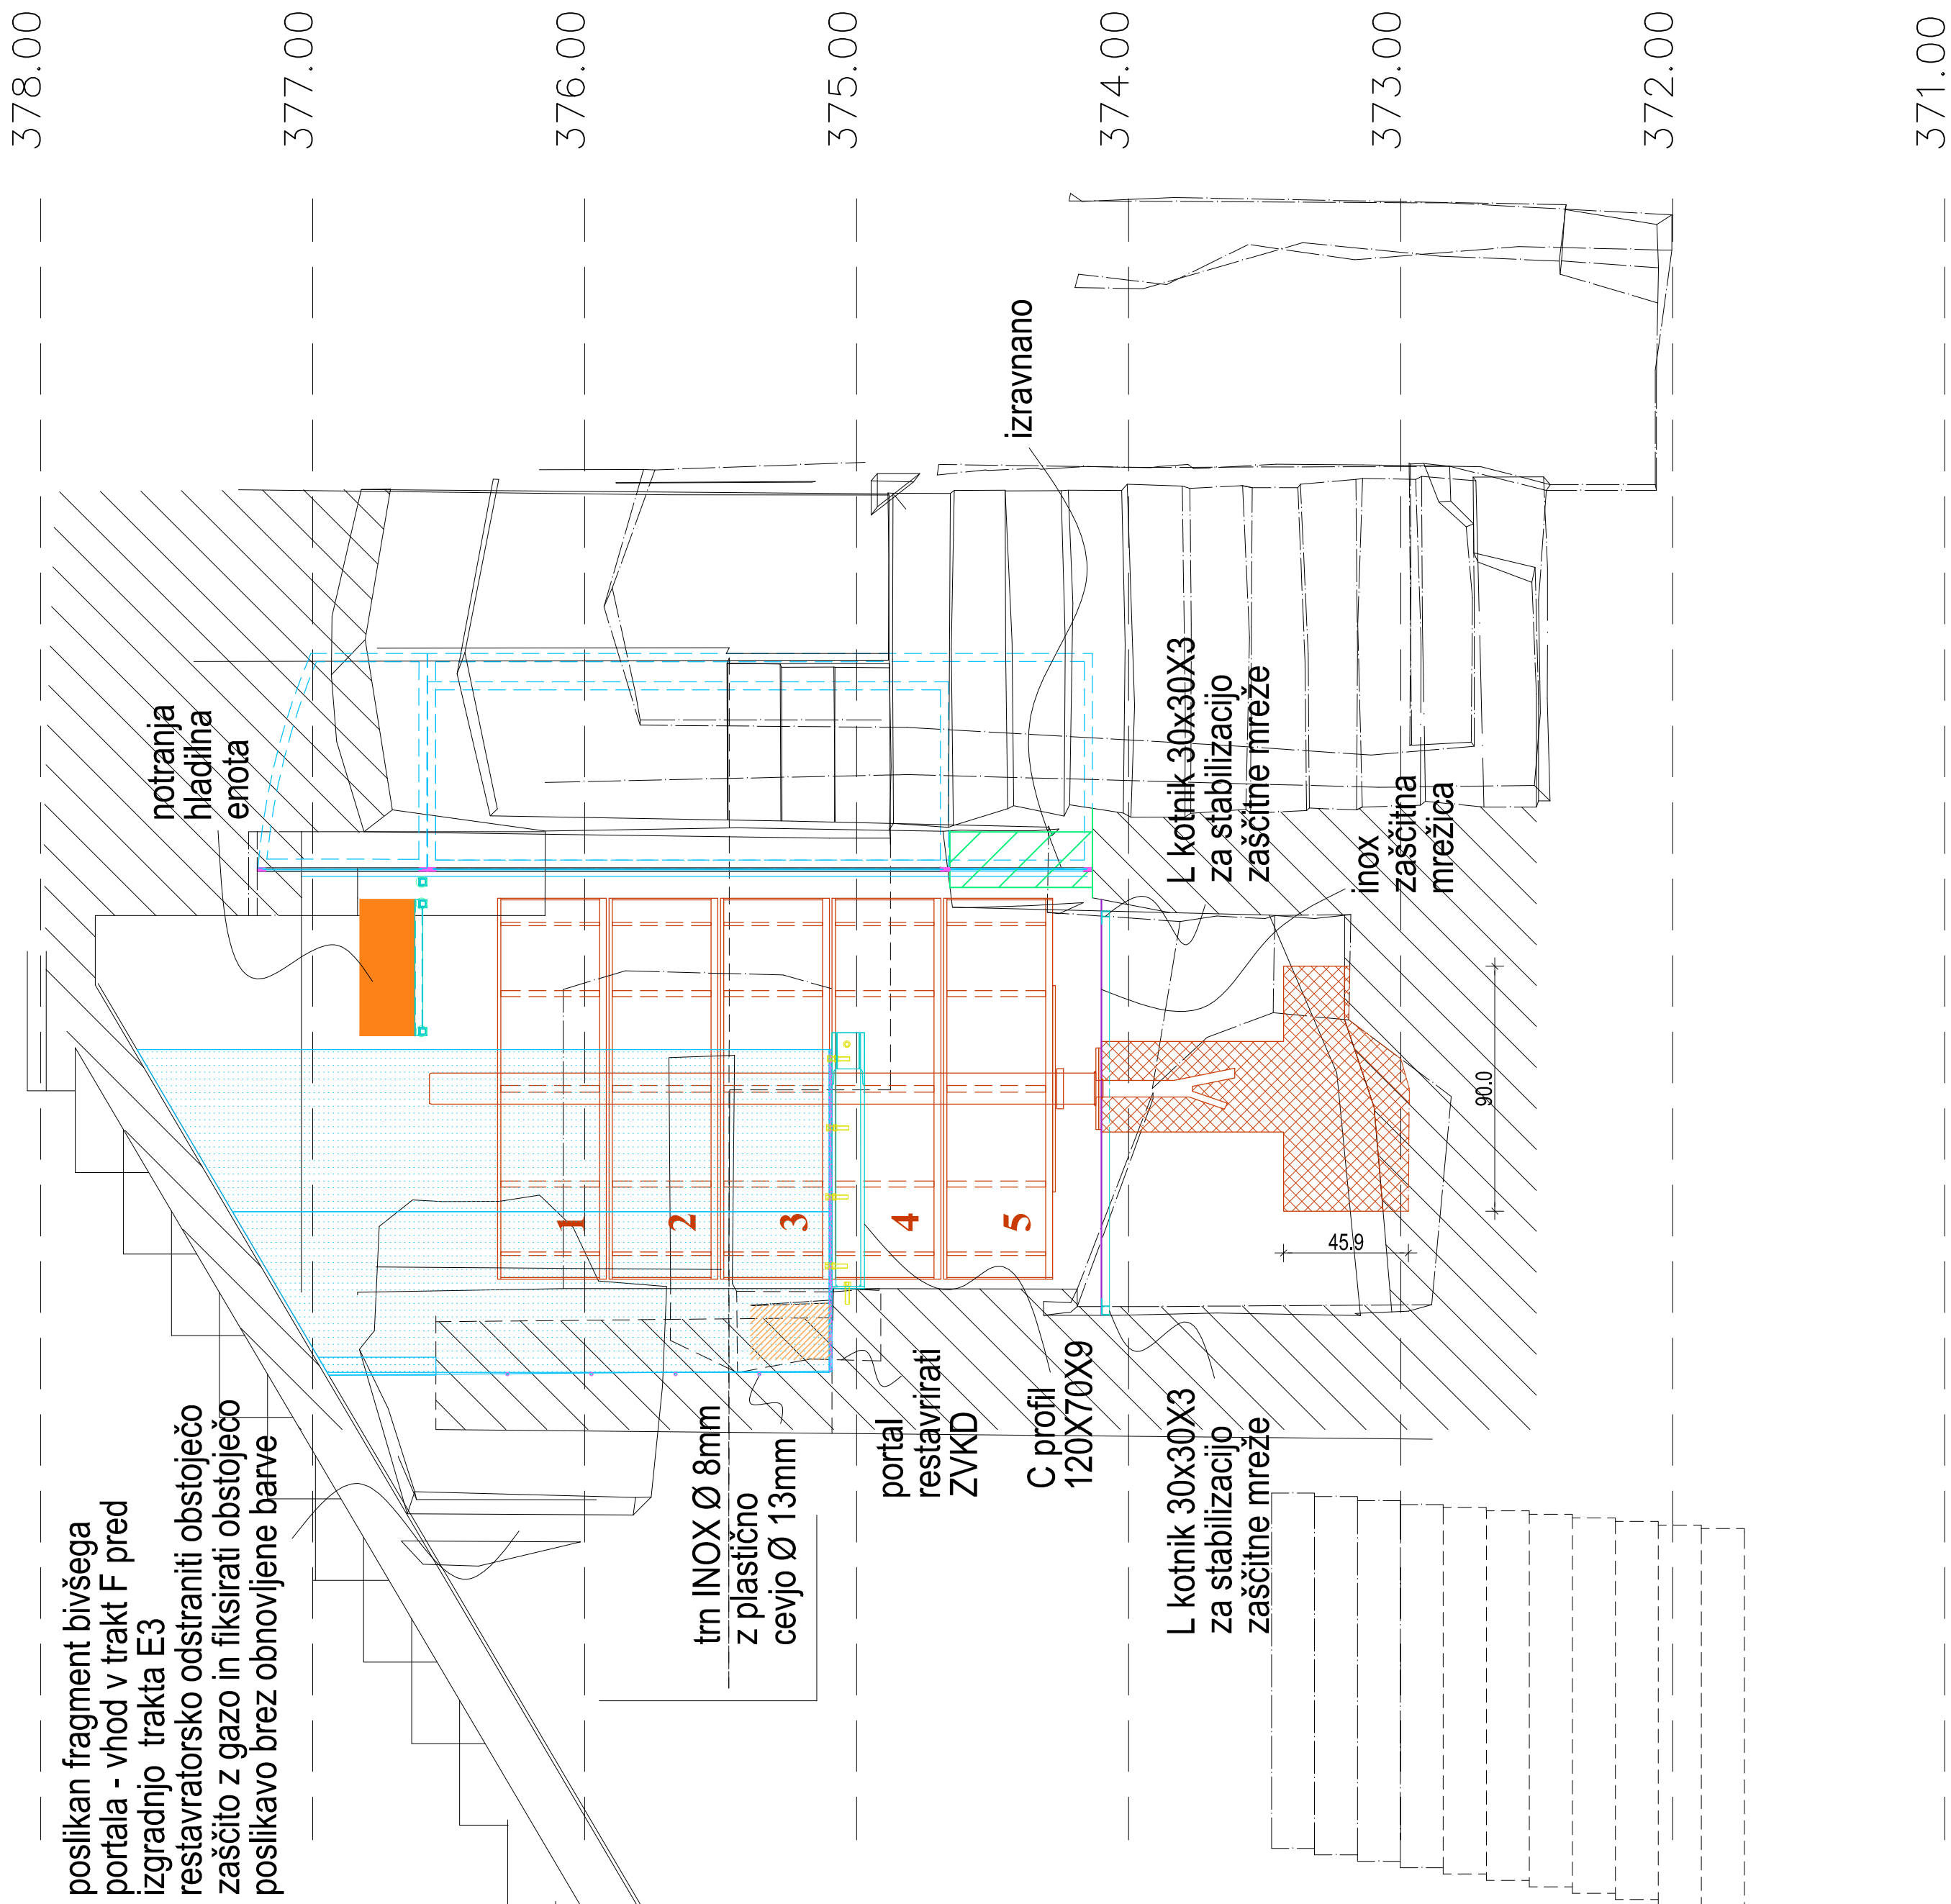 378.00
377.00
376.00
375.00
374.00
373.00
372.00
371.00
izravnano
notranja
hladilna
enota
L kotnik 30x30X3
za stabilizacijo
zaščitne mreže
inox
zaščitna
mrežica
1
2
3
4
5
90.0
45.9
poslikan fragment bivšega
portala - vhod v trakt F pred
izgradnjo trakta E3
restavratorsko odstraniti obstoječo
zaščito z gazo in fiksirati obstoječo
poslikavo brez obnovljene barve
trn INOX Ø 8mm
z plastično
cevjo Ø 13mm
portal
restavrirati
ZVKD
C profil
120X70X9
L kotnik 30x30X3
za stabilizacijo
zaščitne mreže